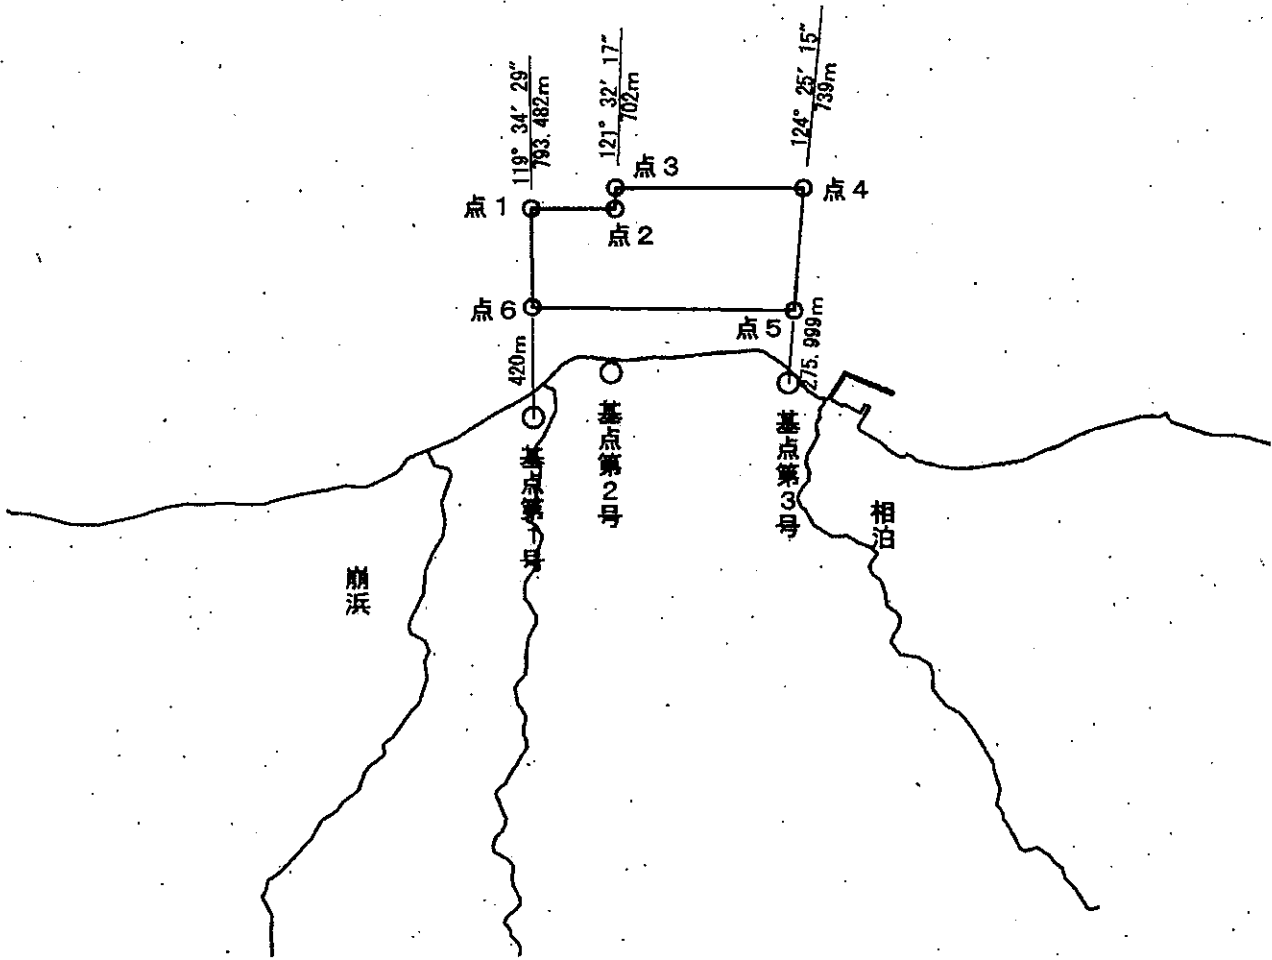 119° 34′ 29″
793.482m
121° 32′ 17″
702m
124° 25′ 15″
739m
点3
点4
点1
点2
点6
点5
420m
275.999m
基点第1号
基点第2号
基点第3号
相泊
崩浜